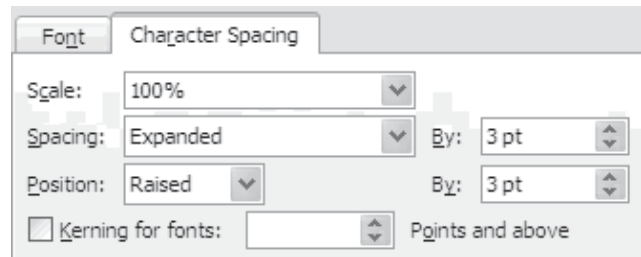 Font Character Spacing
Scale: 100%
Spacing: Expanded By: 3 pt
Position: Raised By: 3 pt
Kerning for fonts: Points and above